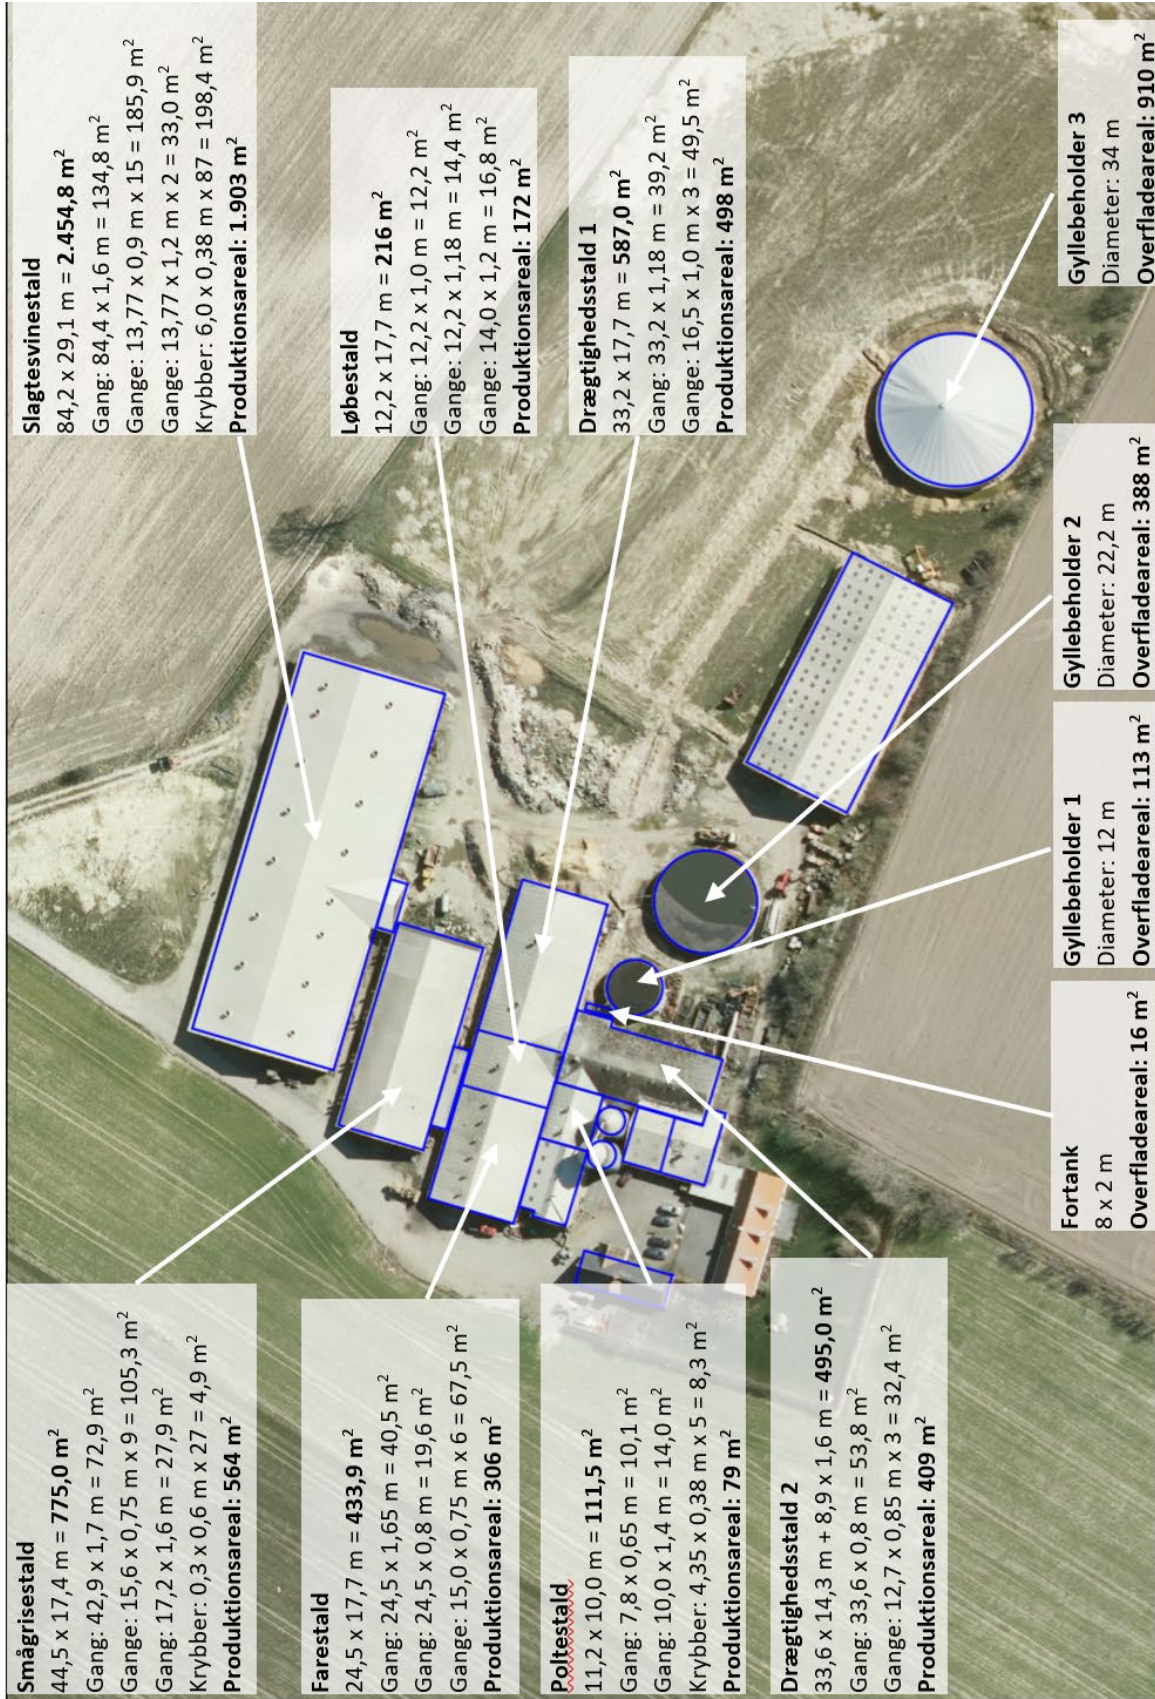 Smågrisestald
44,5 x 17,4 m = 775,0 m²
Gang: 42,9 x 1,7 m = 72,9 m²
Gange: 15,6 x 0,75 m x 9 = 105,3 m²
Gang: 17,2 x 1,6 m = 27,9 m²
Krybber: 0,3 x 0,6 m x 27 = 4,9 m²
Produktionsareal: 564 m²
Slagtesvinestald
84,2 x 29,1 m = 2.454,8 m²
Gang: 84,4 x 1,6 m = 134,8 m²
Gange: 13,77 x 0,9 m x 15 = 185,9 m²
Gange: 13,77 x 1,2 m x 2 = 33,0 m²
Krybber: 6,0 x 0,38 m x 87 = 198,4 m²
Produktionsareal: 1.903 m²
Farestald
24,5 x 17,7 m = 433,9 m²
Gang: 24,5 x 1,65 m = 40,5 m²
Gang: 24,5 x 0,8 m = 19,6 m²
Gange: 15,0 x 0,75 m x 6 = 67,5 m²
Produktionsareal: 306 m²
Løbestald
12,2 x 17,7 m = 216 m²
Gang: 12,2 x 1,0 m = 12,2 m²
Gang: 12,2 x 1,18 m = 14,4 m²
Gang: 14,0 x 1,2 m = 16,8 m²
Produktionsareal: 172 m²
Poltestald
11,2 x 10,0 m = 111,5 m²
Gang: 7,8 x 0,65 m = 10,1 m²
Gang: 10,0 x 1,4 m = 14,0 m²
Krybber: 4,35 x 0,38 m x 5 = 8,3 m²
Produktionsareal: 79 m²
Drægtighedsstald 1
33,2 x 17,7 m = 587,0 m²
Gang: 33,2 x 1,18 m = 39,2 m²
Gange: 16,5 x 1,0 m x 3 = 49,5 m²
Produktionsareal: 498 m²
Drægtighedsstald 2
33,6 x 14,3 m + 8,9 x 1,6 m = 495,0 m²
Gang: 33,6 x 0,8 m = 53,8 m²
Gange: 12,7 x 0,85 m x 3 = 32,4 m²
Produktionsareal: 409 m²
Fortank
8 x 2 m
Overfladeareal: 16 m²
Gyllebeholder 1
Diameter: 12 m
Overfladeareal: 113 m²
Gyllebeholder 2
Diameter: 22,2 m
Overfladeareal: 388 m²
Gyllebeholder 3
Diameter: 34 m
Overfladeareal: 910 m²